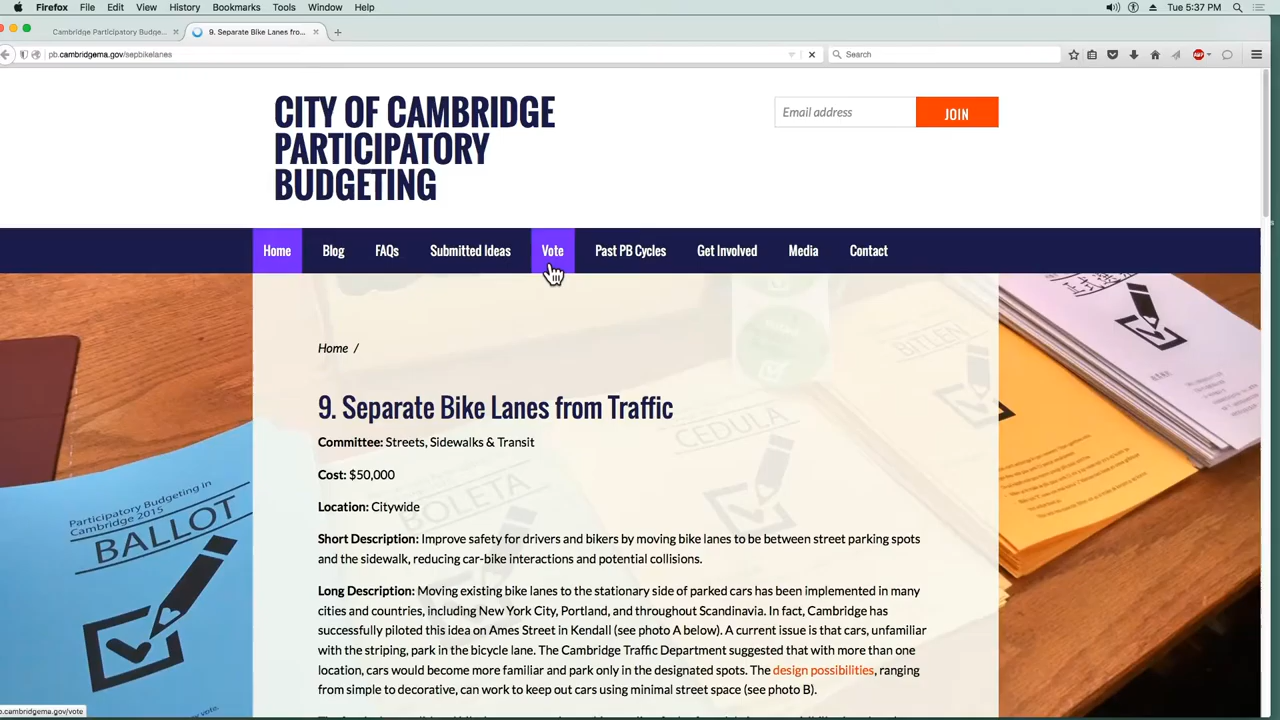 Firefox File Edit View History Bookmarks Tools Window Help Tue 5:37 PM
Cambridge Participatory Budge... × 9. Separate Bike Lanes fro... × +
pb.cambridgema.gov/sepbikelanes Search
CITY OF CAMBRIDGE
PARTICIPATORY
BUDGETING
Email address JOIN
Home Blog FAQs Submitted Ideas Vote Past PB Cycles Get Involved Media Contact
Home /
9. Separate Bike Lanes from Traffic
Committee: Streets, Sidewalks & Transit
Cost: $50,000
Location: Citywide
Short Description: Improve safety for drivers and bikers by moving bike lanes to be between street parking spots
and the sidewalk, reducing car-bike interactions and potential collisions.
Long Description: Moving existing bike lanes to the stationary side of parked cars has been implemented in many
cities and countries, including New York City, Portland, and throughout Scandinavia. In fact, Cambridge has
successfully piloted this idea on Ames Street in Kendall (see photo A below). A current issue is that cars, unfamiliar
with the striping, park in the bicycle lane. The Cambridge Traffic Department suggested that with more than one
location, cars would become more familiar and park only in the designated spots. The design possibilities, ranging
from simple to decorative, can work to keep out cars using minimal street space (see photo B).
Participatory Budgeting in
Cambridge 2015
BALLOT
BOLETA
CEDULA
BILTEN
b.cambridgema.gov/vote